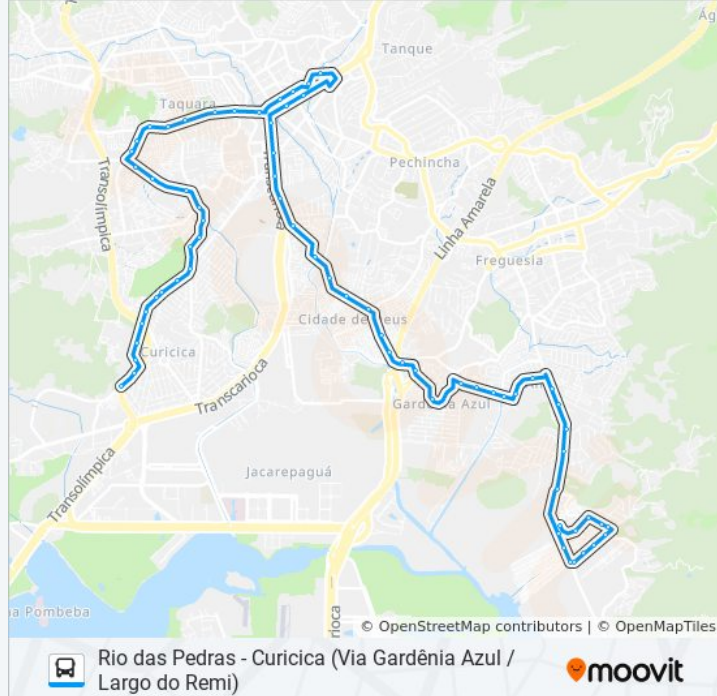 Tanque
Taquara
Pechincha
Transolímpica
Linha Amarela
Freguesia
Cidade de Deus
Curicica
Transcarioca
Gardênia Azul
Jacarepaguá
Transolímpica
Pombeba
© OpenStreetMap contributors | © OpenMapTiles
Rio das Pedras - Curicica (Via Gardênia Azul /
Largo do Remi)
moovit